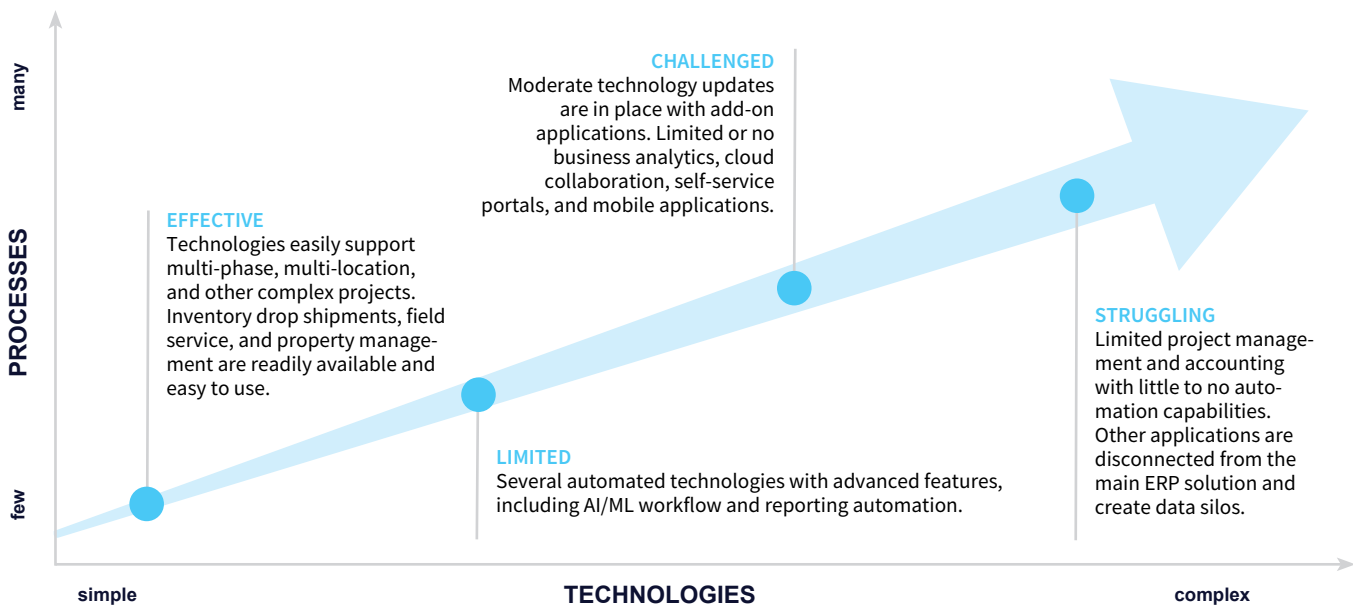 many
PROCESSES
few
EFFECTIVE
Technologies easily support
multi-phase, multi-location,
and other complex projects.
Inventory drop shipments, field
service, and property manage-
ment are readily available and
easy to use.
LIMITED
Several automated technologies with advanced features,
including AI/ML workflow and reporting automation.
CHALLENGED
Moderate technology updates
are in place with add-on
applications. Limited or no
business analytics, cloud
collaboration, self-service
portals, and mobile applications.
STRUGGLING
Limited project manage-
ment and accounting
with little to no auto-
mation capabilities.
Other applications are
disconnected from the
main ERP solution and
create data silos.
simple
TECHNOLOGIES
complex